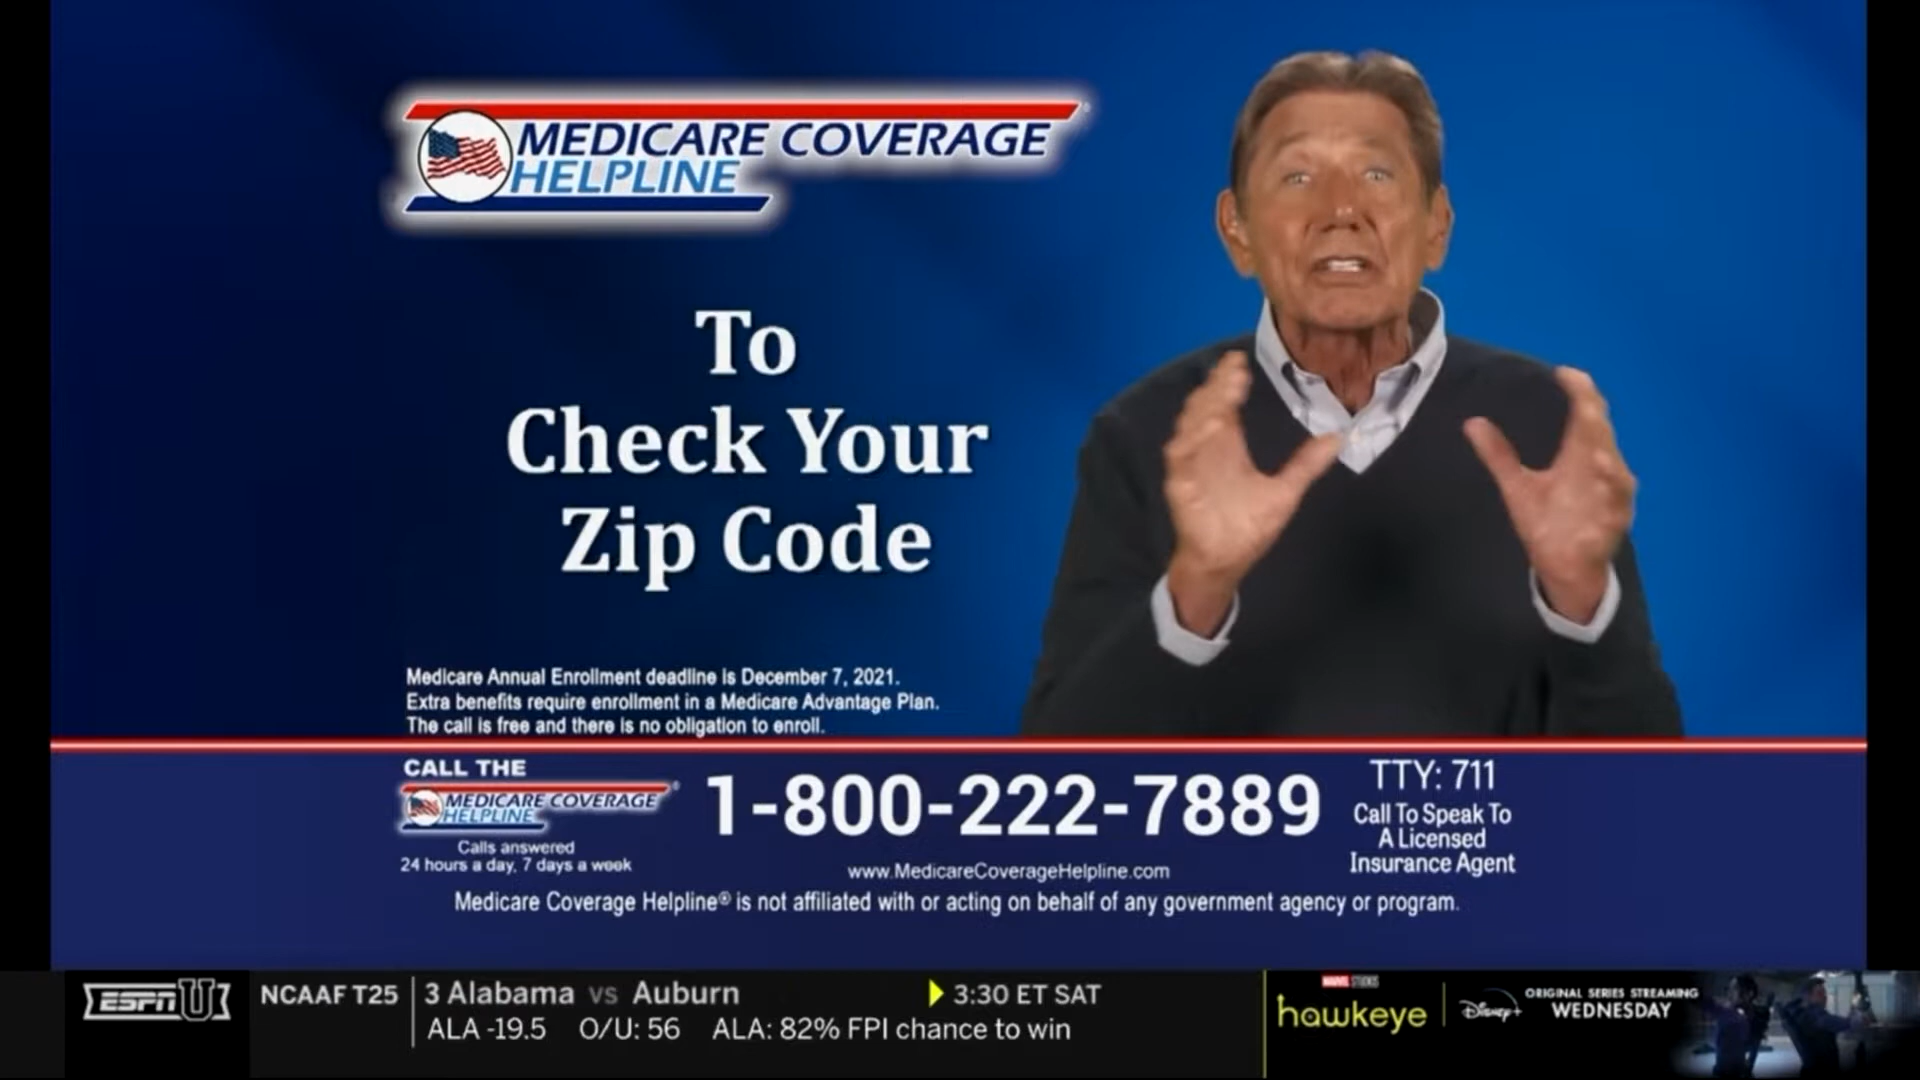 MEDICARE COVERAGE®
HELPLINE
To
Check Your
Zip Code
Medicare Annual Enrollment deadline is December 7, 2021.
Extra benefits require enrollment in a Medicare Advantage Plan.
The call is free and there is no obligation to enroll.
CALL THE
MEDICARE COVERAGE®
HELPLINE
Calls answered
24 hours a day, 7 days a week
1-800-222-7889
www.MedicareCoverageHelpline.com
TTY: 711
Call To Speak To
A Licensed
Insurance Agent
Medicare Coverage Helpline® is not affiliated with or acting on behalf of any government agency or program.
ESPN U
NCAAF T25
3 Alabama vs Auburn
3:30 ET SAT
ALA -19.5 O/U: 56 ALA: 82% FPI chance to win
MARVEL STUDIOS
hawkeye
Disney+
ORIGINAL SERIES STREAMING
WEDNESDAY